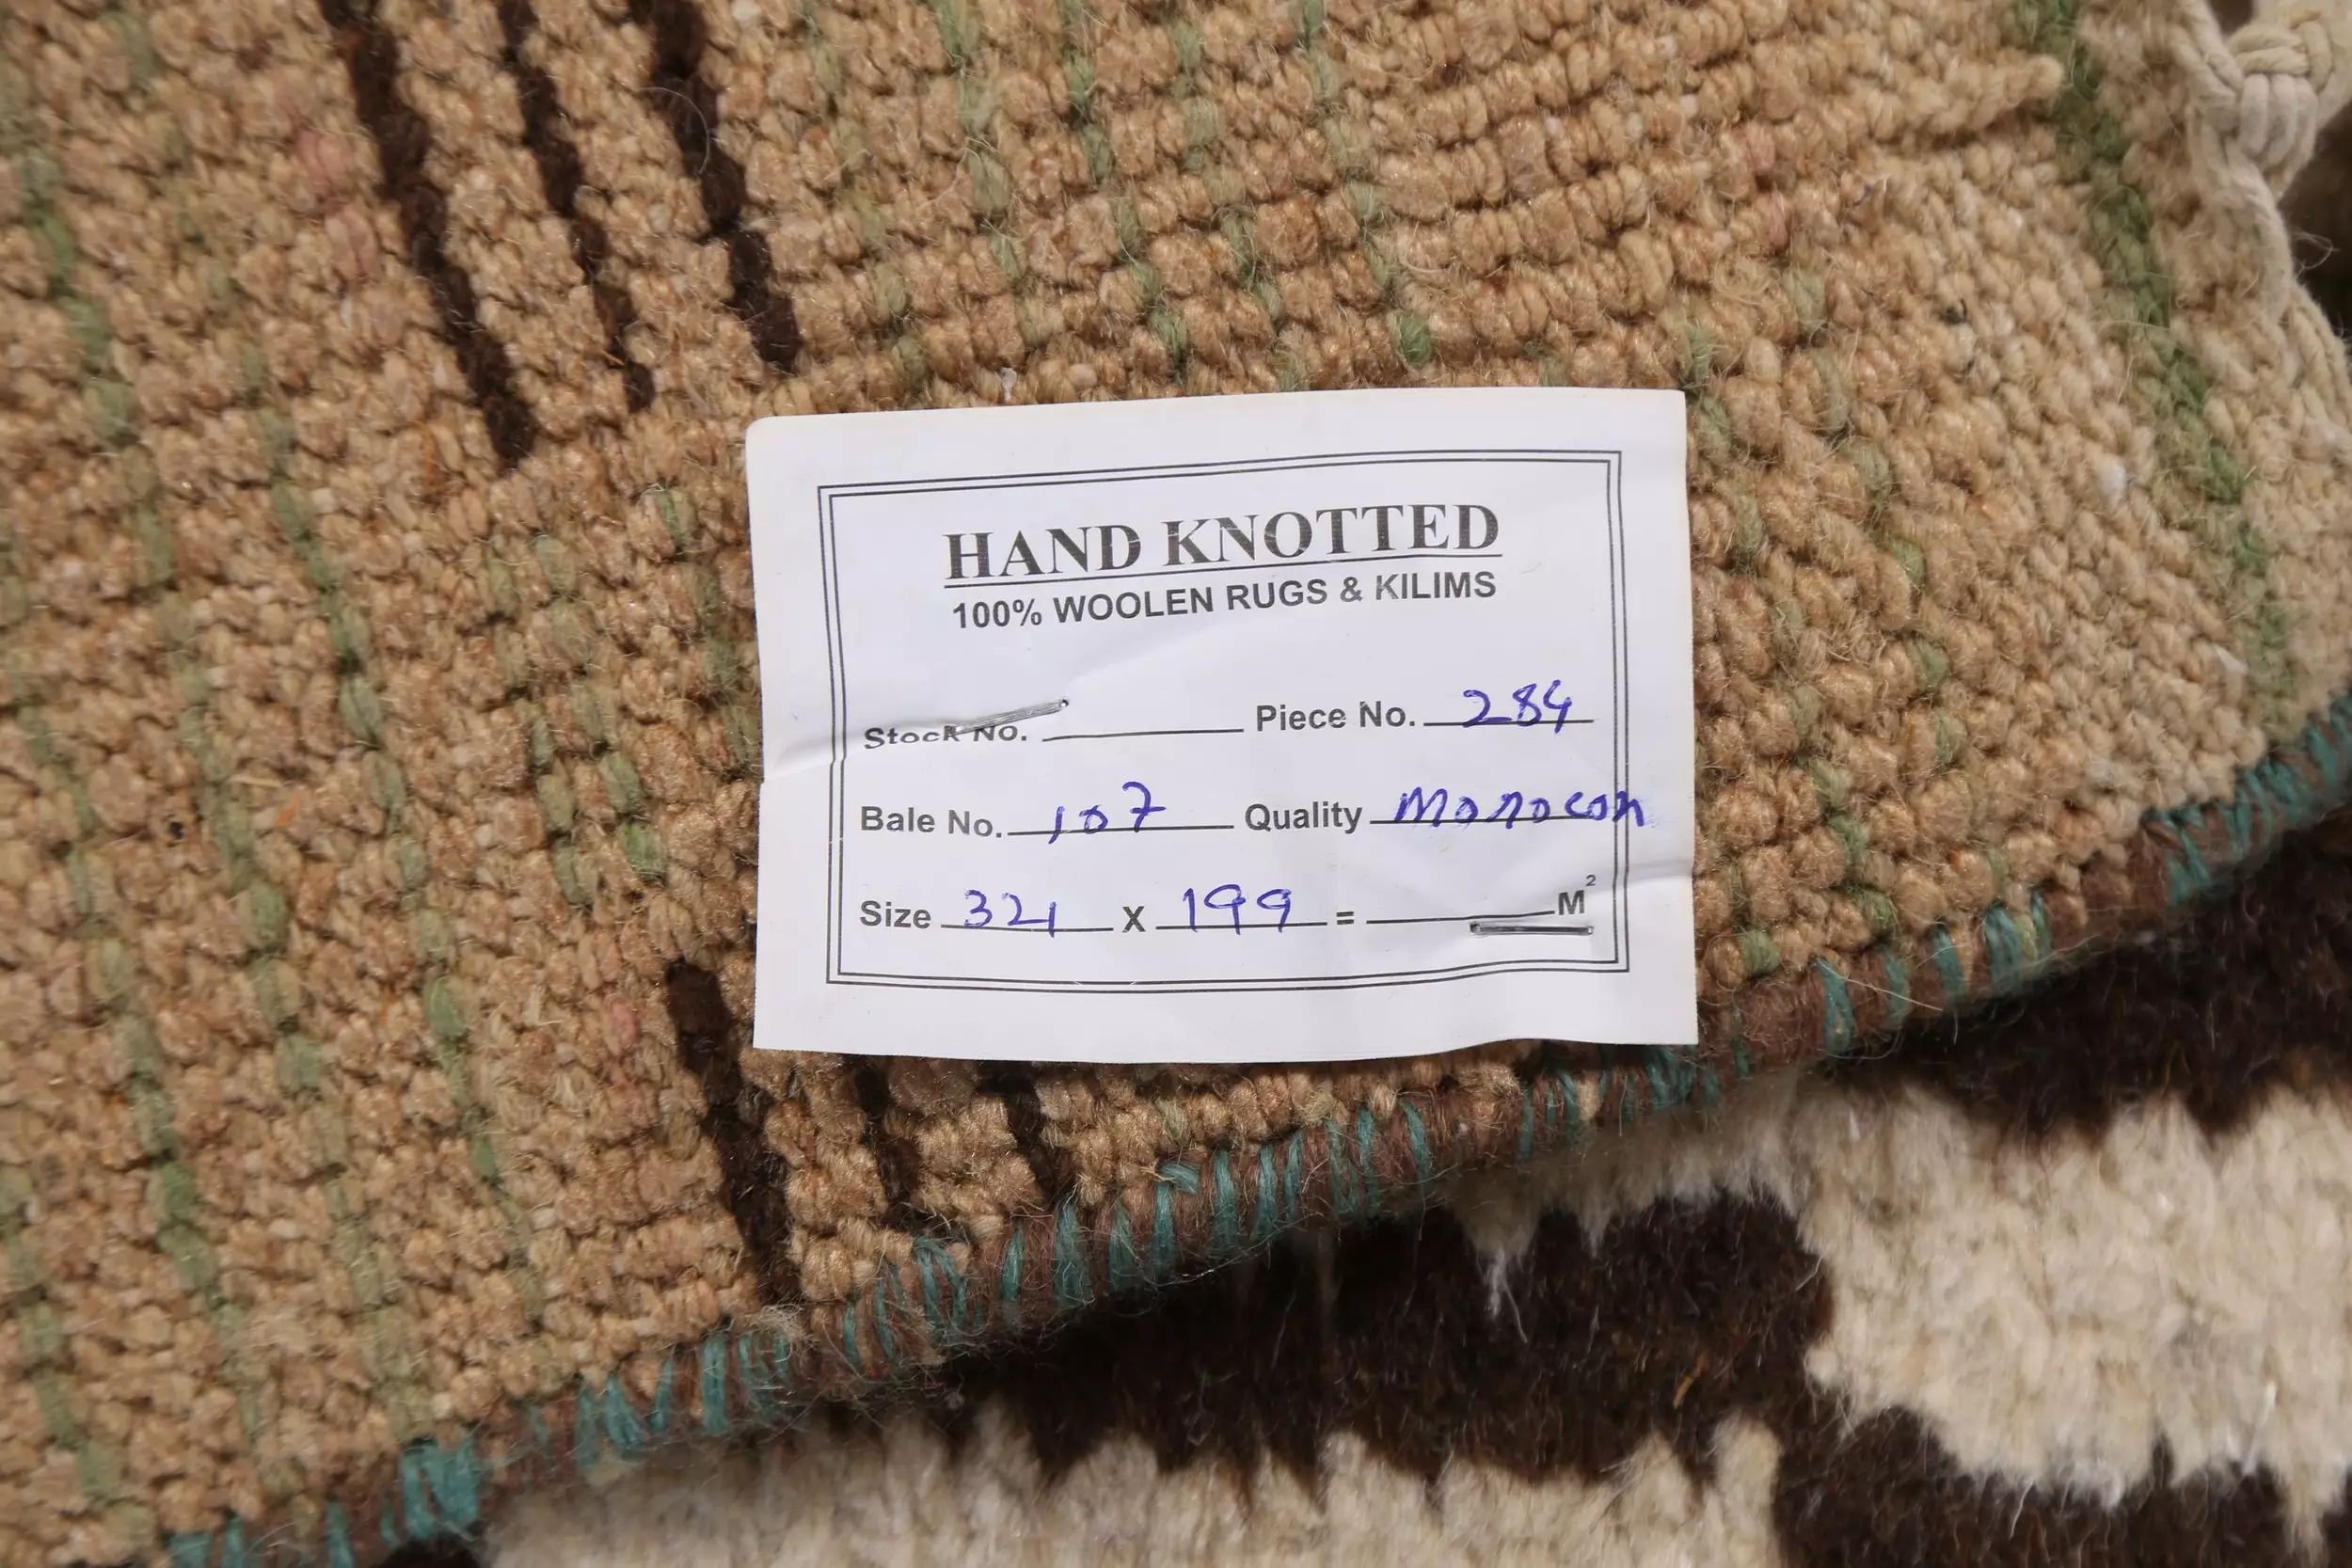 HAND KNOTTED
100% WOOLEN RUGS & KILIMS
Stock No. Piece No. 284
Bale No. 107 Quality Morocon
Size 321 X 199 = M²